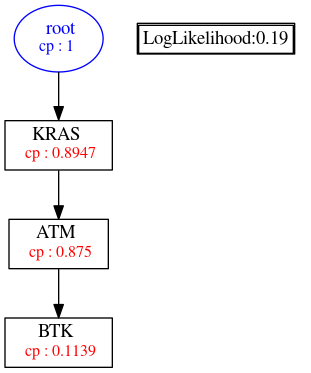 root
cp : 1
LogLikelihood:0.19
KRAS
cp : 0.8947
ATM
cp : 0.875
BTK
cp : 0.1139